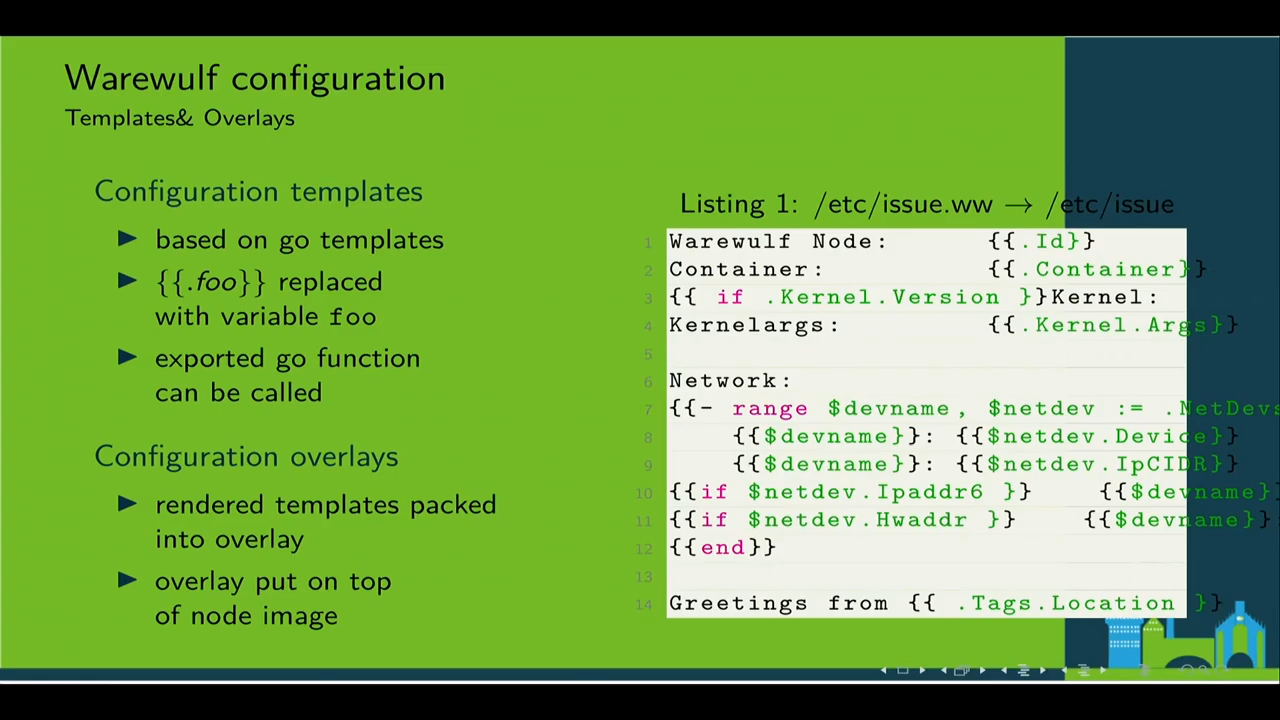 Warewulf configuration
Templates& Overlays
Configuration templates
based on go templates
{{.foo}} replaced
with variable foo
exported go function
can be called
Configuration overlays
rendered templates packed
into overlay
overlay put on top
of node image
Listing 1: /etc/issue.ww → /etc/issue
1 Warewulf Node: {{.Id}}
2 Container: {{.Container}}
3 {{ if .Kernel.Version }}Kernel:
4 Kernelargs: {{.Kernel.Args}}
5
6 Network:
7 {{- range $devname, $netdev := .NetDevs
8 {{$devname}}: {{$netdev.Device}}
9 {{$devname}}: {{$netdev.IpCIDR}}
10 {{if $netdev.Ipaddr6 }} {{$devname}}
11 {{if $netdev.Hwaddr }} {{$devname}}
12 {{end}}
13
14 Greetings from {{ .Tags.Location }}